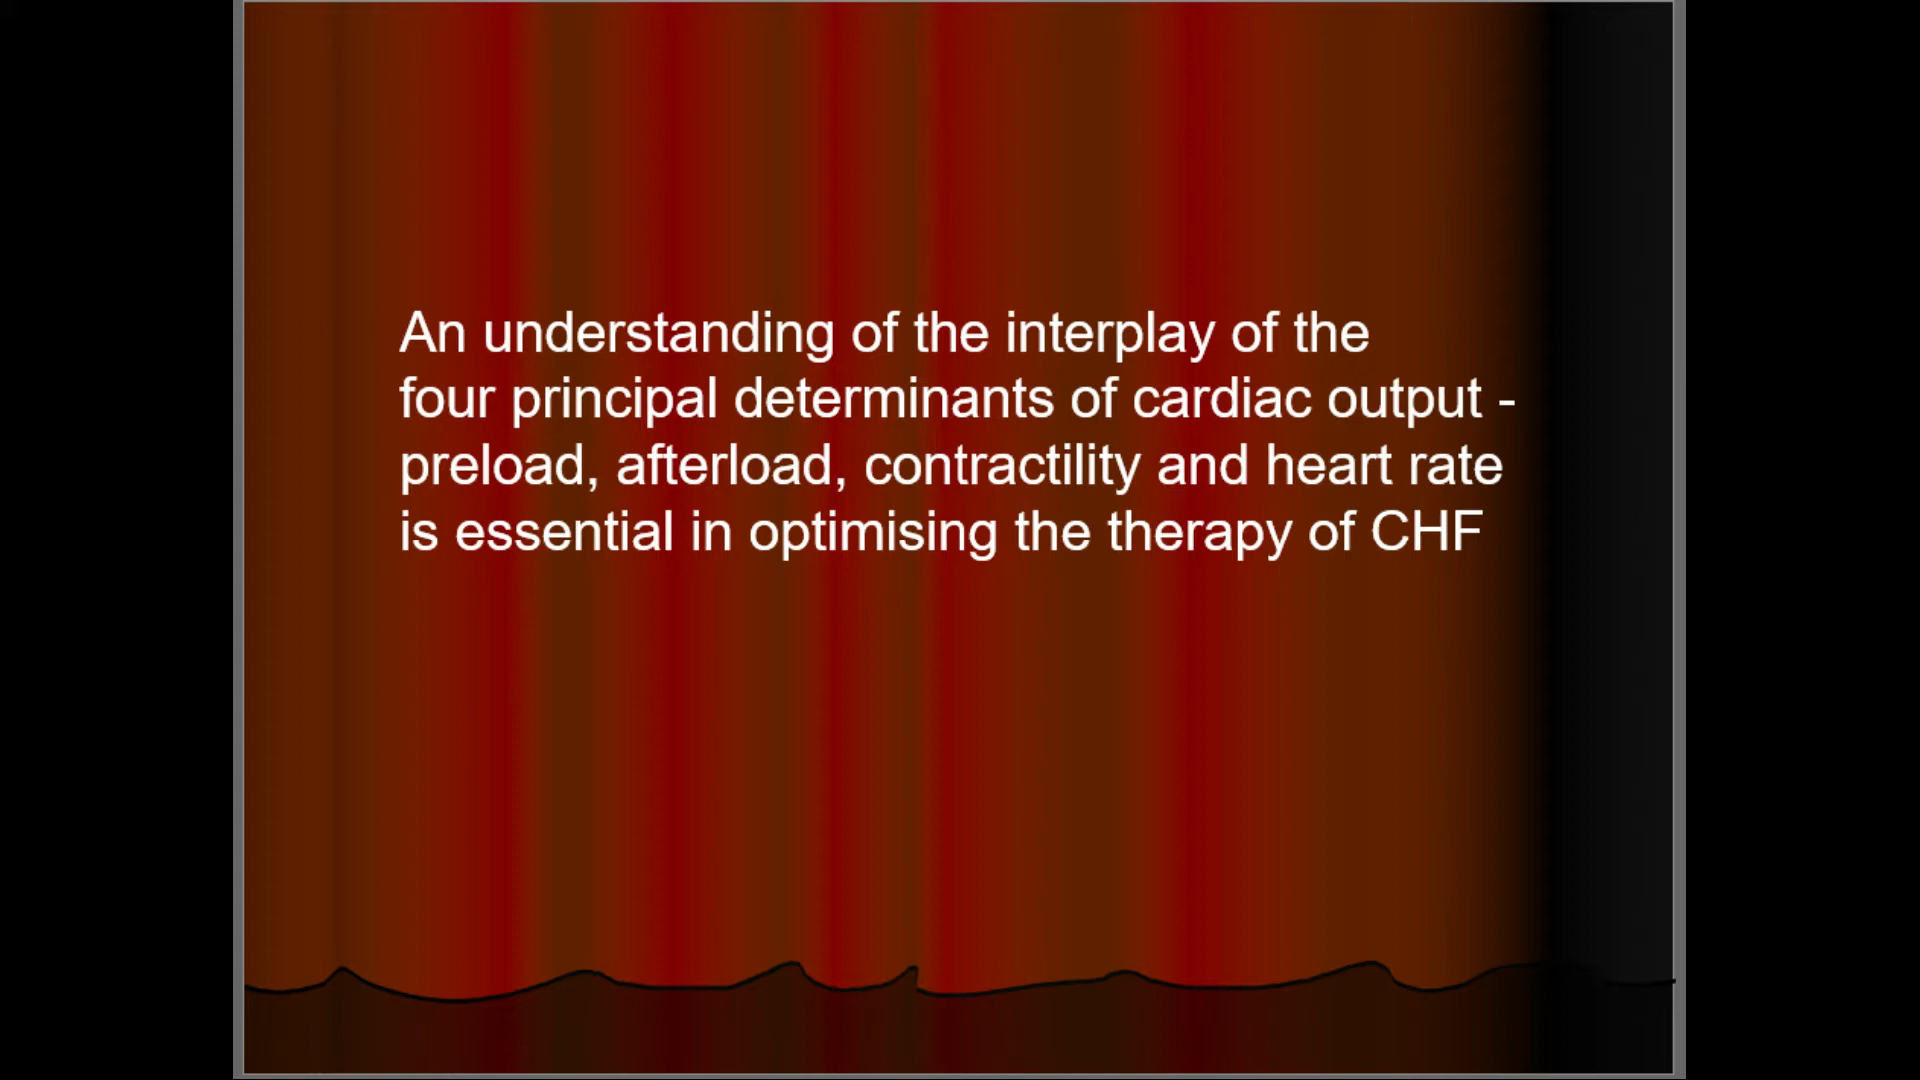 An understanding of the interplay of the
four principal determinants of cardiac output -
preload, afterload, contractility and heart rate
is essential in optimising the therapy of CHF